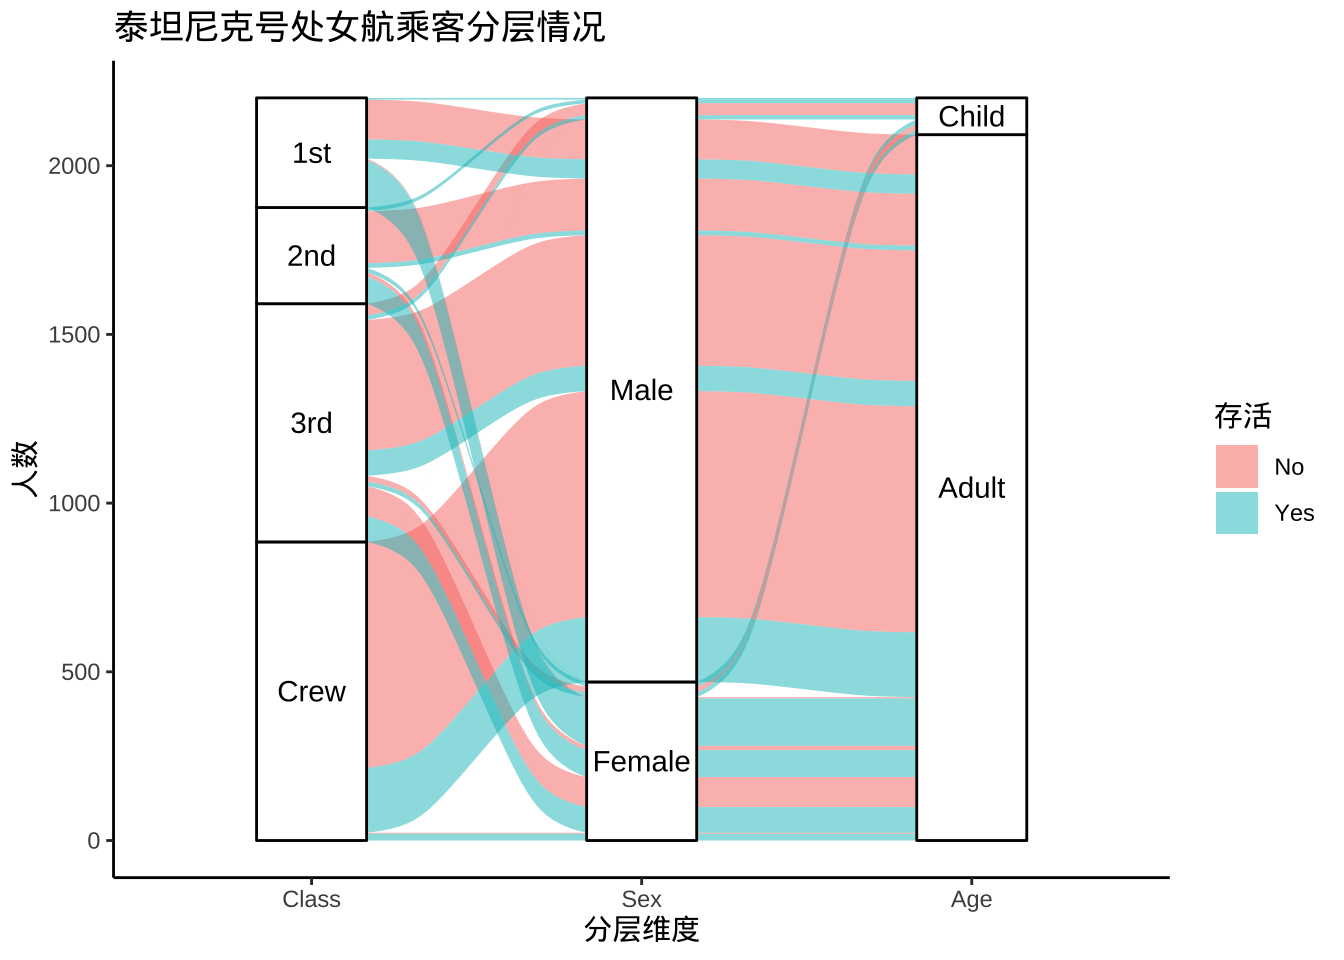 泰坦尼克号处女航乘客分层情况
人数
2000
1500
1000
500
0
1st
2nd
3rd
Crew
Male
Female
Child
Adult
Class
Sex
Age
分层维度
存活
No
Yes